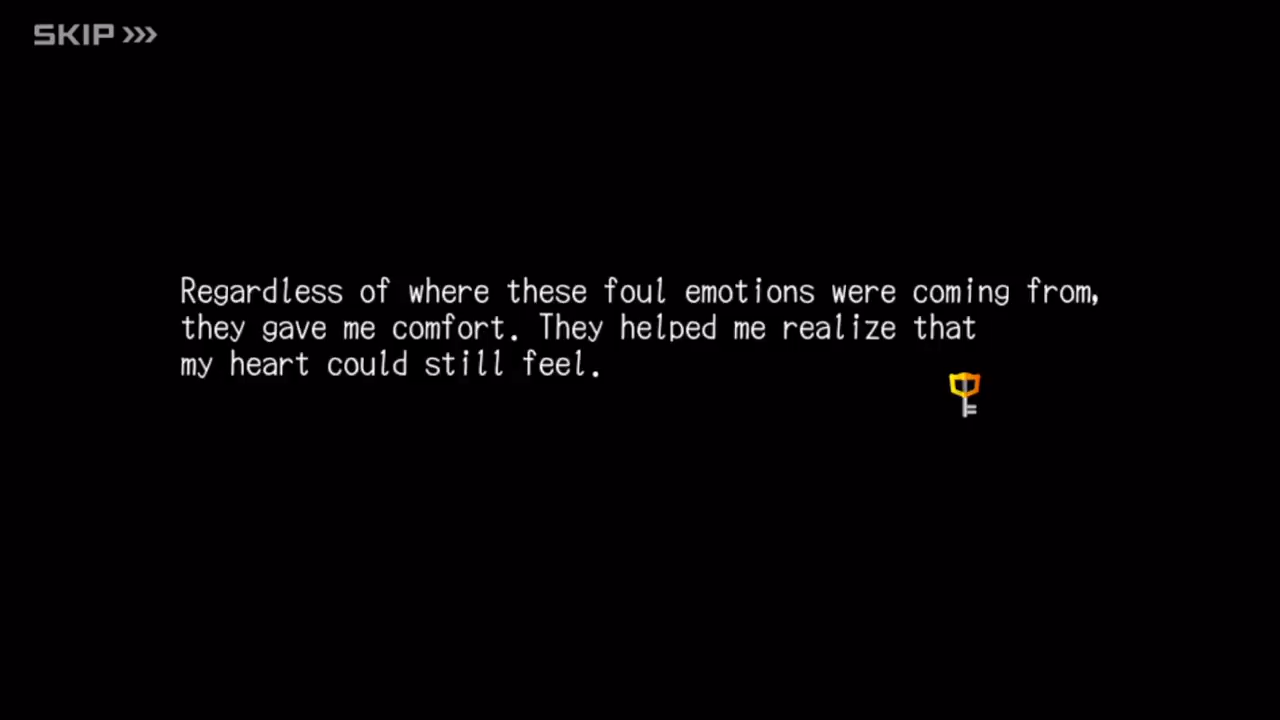 SKIP >>>
Regardless of where these foul emotions were coming from,
they gave me comfort. They helped me realize that
my heart could still feel.